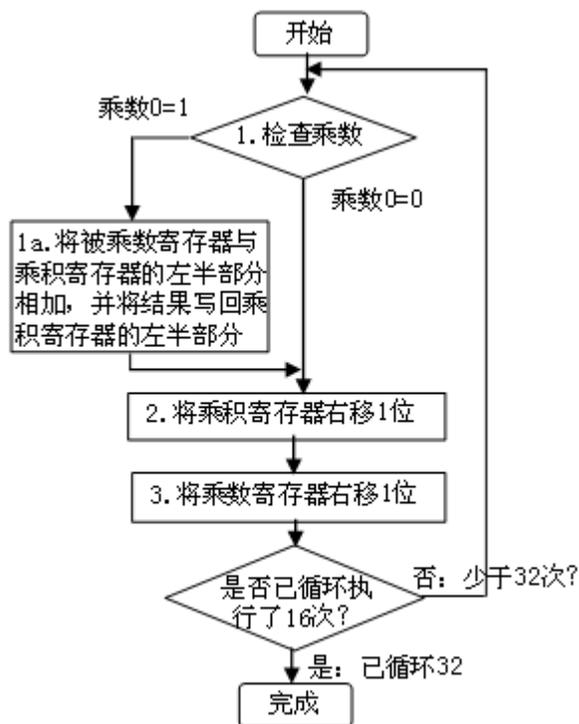 开始
乘数0=1
1.检查乘数
乘数0=0
1a.将被乘数寄存器与
乘积寄存器的左半部分
相加，并将结果写回乘
积寄存器的左半部分
2.将乘积寄存器右移1位
3.将乘数寄存器右移1位
是否已循环执
行了16次?
否：少于32次?
是：已循环32
完成